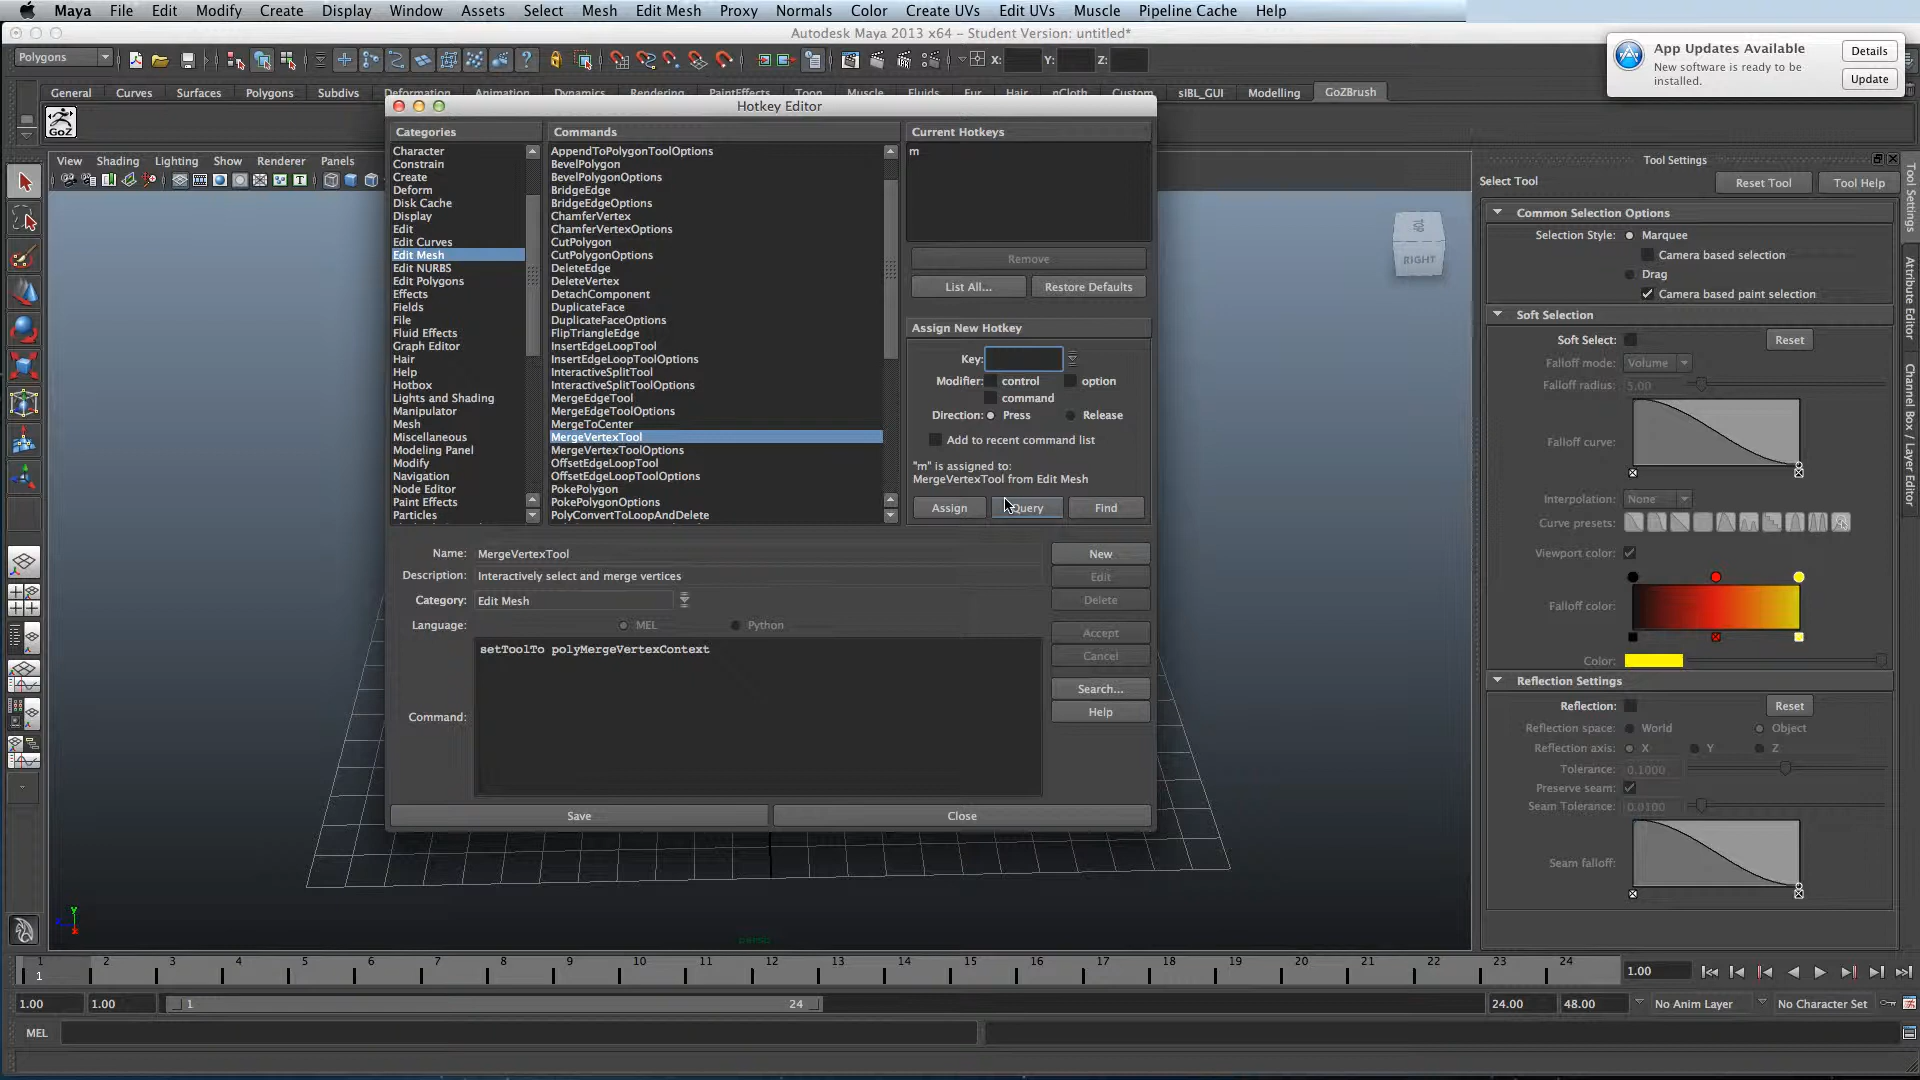 Maya File Edit Modify Create Display Window Assets Select Mesh Edit Mesh Proxy Normals Color Create UVs Edit UVs Muscle Pipeline Cache Help
Autodesk Maya 2013 x64 – Student Version: untitled*
Polygons
X: Y: Z:
App Updates Available
New software is ready to be
installed.
Details
Update
General Curves Surfaces Polygons Subdivs Deformation Animation Dynamics Rendering PaintEffects Toon Muscle Fluids Fur Hair nCloth Custom sIBL_GUI Modelling GoZBrush
GoZ
View Shading Lighting Show Renderer Panels
Hotkey Editor
Categories
Character
Constrain
Create
Deform
Disk Cache
Display
Edit
Edit Curves
Edit Mesh
Edit NURBS
Edit Polygons
Effects
Fields
File
Fluid Effects
Graph Editor
Hair
Help
Hotbox
Lights and Shading
Manipulator
Mesh
Miscellaneous
Modeling Panel
Modify
Navigation
Node Editor
Paint Effects
Particles
Commands
AppendToPolygonToolOptions
BevelPolygon
BevelPolygonOptions
BridgeEdge
BridgeEdgeOptions
ChamferVertex
ChamferVertexOptions
CutPolygon
CutPolygonOptions
DeleteEdge
DeleteVertex
DetachComponent
DuplicateFace
DuplicateFaceOptions
FlipTriangleEdge
InsertEdgeLoopTool
InsertEdgeLoopToolOptions
InteractiveSplitTool
InteractiveSplitToolOptions
MergeEdgeTool
MergeEdgeToolOptions
MergeToCenter
MergeVertexTool
MergeVertexToolOptions
OffsetEdgeLoopTool
OffsetEdgeLoopToolOptions
PokePolygon
PokePolygonOptions
PolyConvertToLoopAndDelete
Current Hotkeys
m
Remove
List All... Restore Defaults
Assign New Hotkey
Key:
Modifier: control option
command
Direction: Press Release
Add to recent command list
"m" is assigned to:
MergeVertexTool from Edit Mesh
Assign Query Find
Name: MergeVertexTool
Description: Interactively select and merge vertices
Category: Edit Mesh
Language: MEL Python
Command: setToolTo polyMergeVertexContext
New
Edit
Delete
Accept
Cancel
Search...
Help
Save Close
TOP
RIGHT
Tool Settings
Select Tool Reset Tool Tool Help
Common Selection Options
Selection Style: Marquee
Camera based selection
Drag
Camera based paint selection
Soft Selection
Soft Select: Reset
Falloff mode: Volume
Falloff radius: 5.00
Falloff curve:
Interpolation: None
Curve presets:
Viewport color:
Falloff color:
Color:
Reflection Settings
Reflection: Reset
Reflection space: World Object
Reflection axis: X Y Z
Tolerance: 0.1000
Preserve seam:
Seam Tolerance: 0.0100
Seam falloff:
Tool Settings
Attribute Editor
Channel Box / Layer Editor
y
persp
1 2 3 4 5 6 7 8 9 10 11 12 13 14 15 16 17 18 19 20 21 22 23 24
1
1.00
1.00 1.00 1 24 24.00 48.00 No Anim Layer No Character Set
MEL